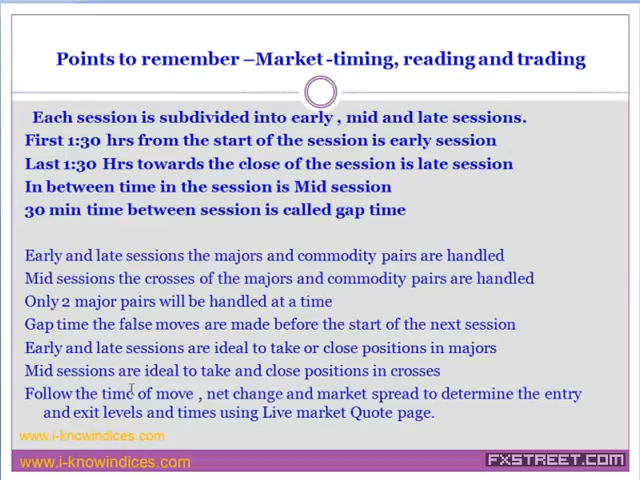 Points to remember –Market -timing, reading and trading
Each session is subdivided into early , mid and late sessions.
First 1:30 hrs from the start of the session is early session
Last 1:30 Hrs towards the close of the session is late session
In between time in the session is Mid session
30 min time between session is called gap time
Early and late sessions the majors and commodity pairs are handled
Mid sessions the crosses of the majors and commodity pairs are handled
Only 2 major pairs will be handled at a time
Gap time the false moves are made before the start of the next session
Early and late sessions are ideal to take or close positions in majors
Mid sessions are ideal to take and close positions in crosses
Follow the time of move , net change and market spread to determine the entry
and exit levels and times using Live market Quote page.
www.i-knowindices.com
www.i-knowindices.com
FXSTREET.COM